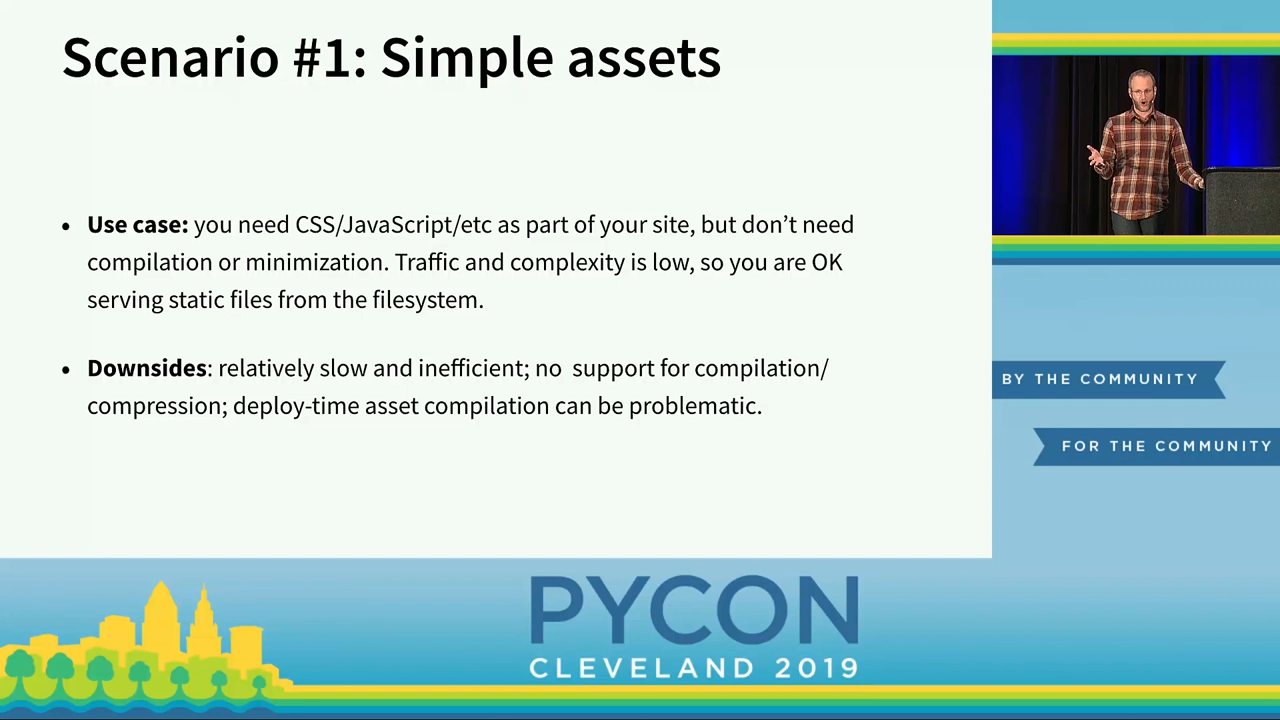 Scenario #1: Simple assets
• Use case: you need CSS/JavaScript/etc as part of your site, but don’t need
compilation or minimization. Traffic and complexity is low, so you are OK
serving static files from the filesystem.
• Downsides: relatively slow and inefficient; no  support for compilation/
compression; deploy-time asset compilation can be problematic.
BY THE COMMUNITY
FOR THE COMMUNITY
PYCON
CLEVELAND 2019